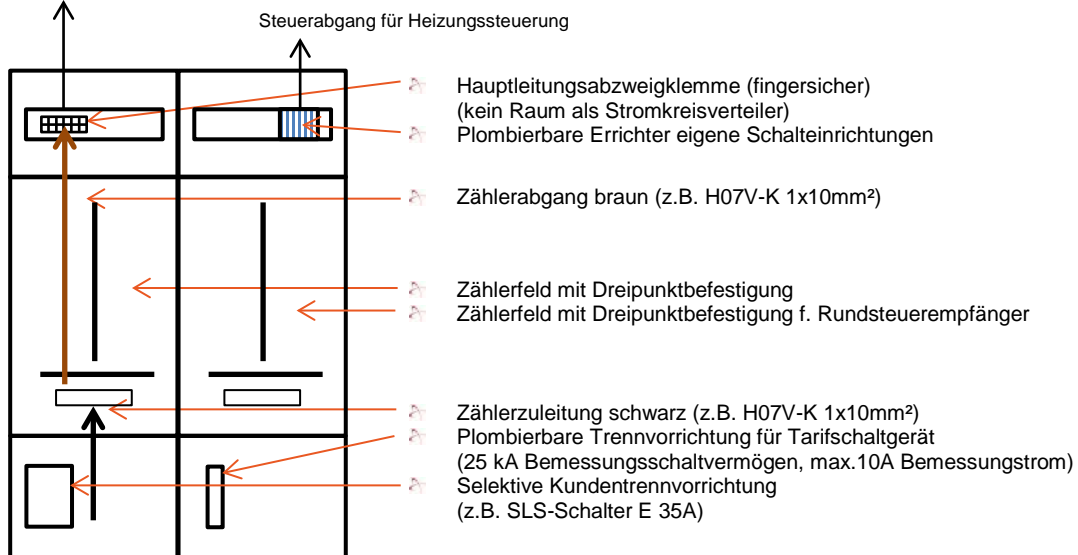 Steuerabgang für Heizungssteuerung
Hauptleitungsabzweigklemme (fingersicher)
(kein Raum als Stromkreisverteiler)
Plombierbare Errichter eigene Schalteinrichtungen
Zählerabgang braun (z.B. H07V-K 1x10mm²)
Zählerfeld mit Dreipunktbefestigung
Zählerfeld mit Dreipunktbefestigung f. Rundsteuerempfänger
Zählerzuleitung schwarz (z.B. H07V-K 1x10mm²)
Plombierbare Trennvorrichtung für Tarifschaltgerät
(25 kA Bemessungsschaltvermögen, max.10A Bemessungstrom)
Selektive Kundentrennvorrichtung
(z.B. SLS-Schalter E 35A)